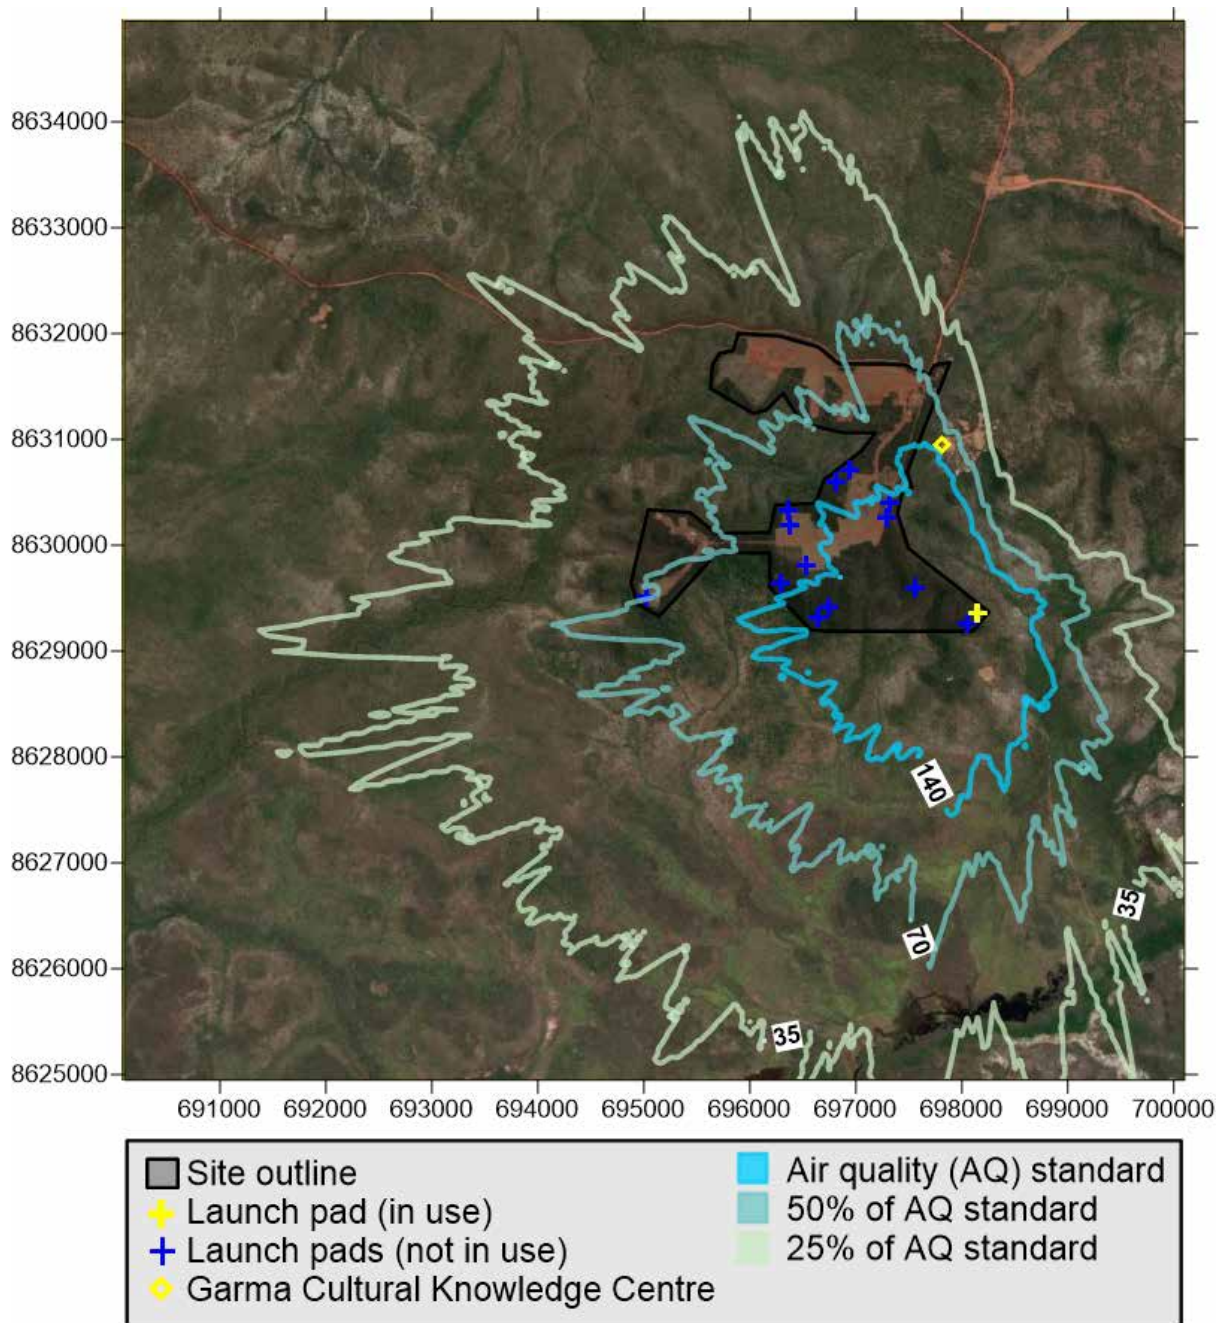 8634000
8633000
8632000
8631000
8630000
8629000
8628000
8627000
8626000
8625000
140
70
35
35
691000 692000 693000 694000 695000 696000 697000 698000 699000 700000
Site outline
Launch pad (in use)
Launch pads (not in use)
Garma Cultural Knowledge Centre
Air quality (AQ) standard
50% of AQ standard
25% of AQ standard